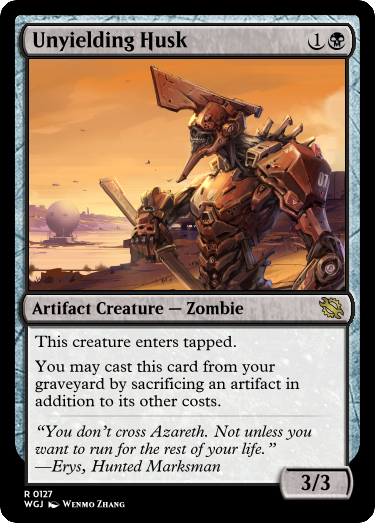 Unyielding Husk 1
07
Artifact Creature — Zombie
This creature enters tapped.
You may cast this card from your
graveyard by sacrificing an artifact in
addition to its other costs.
“You don’t cross Azareth. Not unless you
want to run for the rest of your life.”
—Erys, Hunted Marksman
3/3
R 0127
WGJ Wenmo Zhang